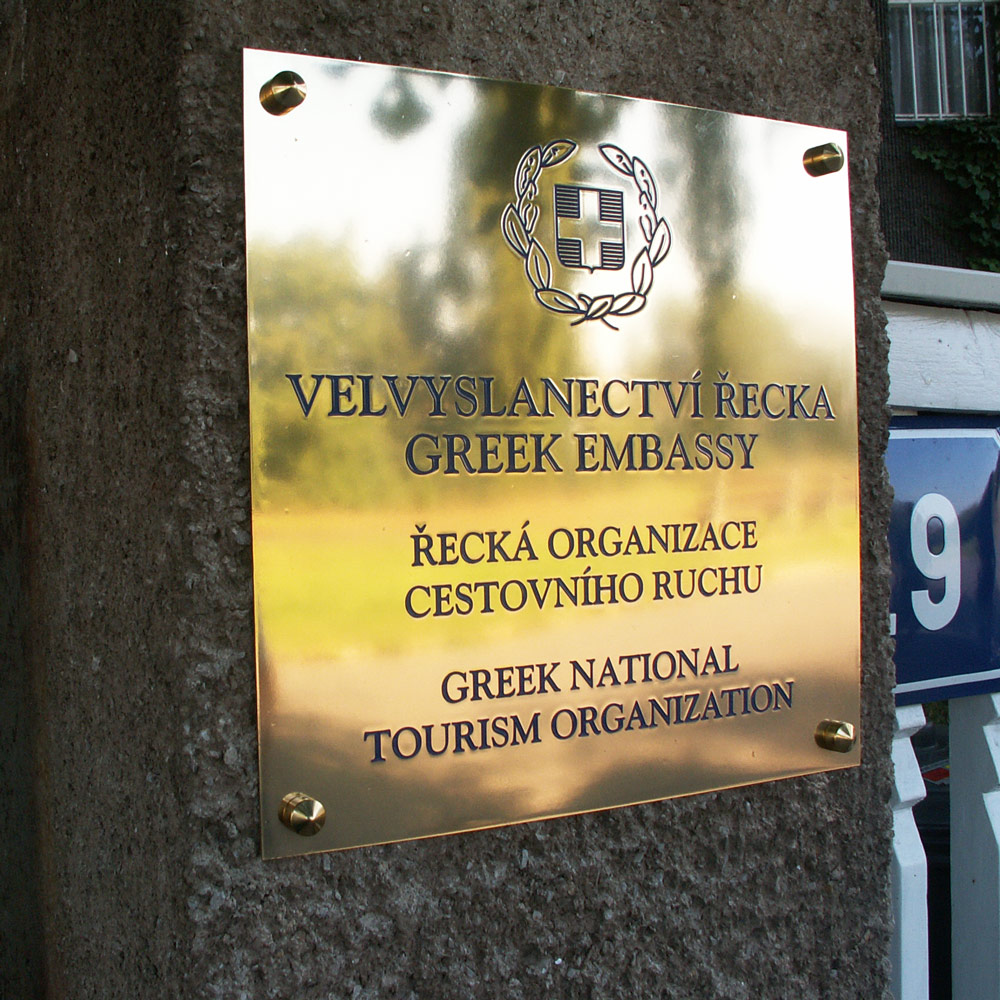 VELVYSLANECTVÍ ŘECKA
GREEK EMBASSY
ŘECKÁ ORGANIZACE
CESTOVNÍHO RUCHU
GREEK NATIONAL
TOURISM ORGANIZATION
9